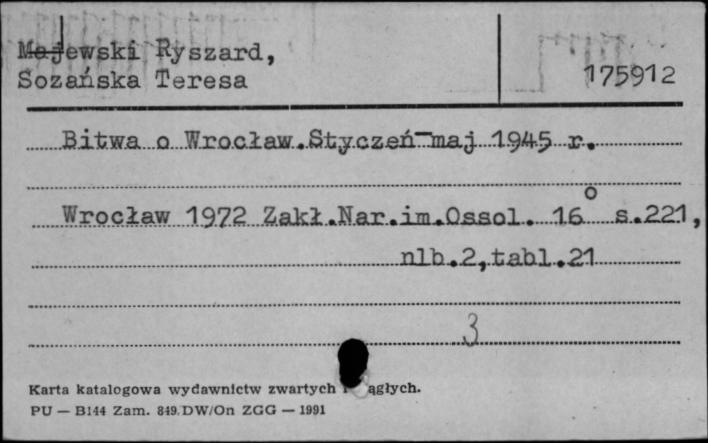 Majewski Ryszard,
Sozańska Teresa
175912
Bitwa o Wrocław.Styczeń-maj 1945 r.
Wrocław 1972 Zakł.Nar.im.Ossol. 16° s.221,
nlb.2,tabl.21
3
Karta katalogowa wydawnictw zwartych i ągłych.
PU — B144 Zam. 849.DW/On ZGG — 1991